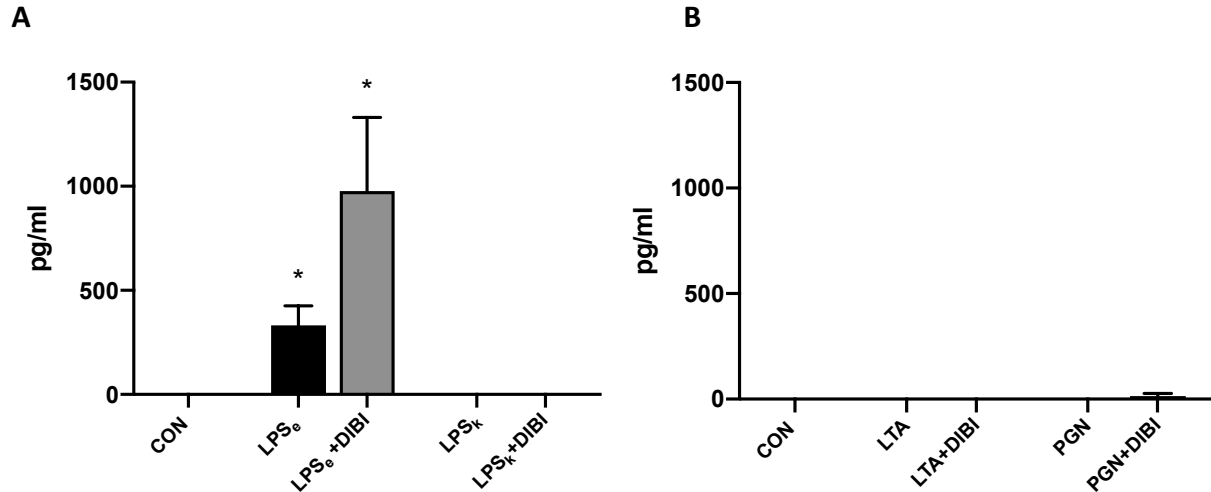 A
pg/ml
1500
1000
500
0
*
*
CON
LPSₑ
LPSₑ +DIBI
LPSₖ
LPSₖ+DIBI
B
pg/ml
1500
1000
500
0
CON
LTA
LTA+DIBI
PGN
PGN+DIBI